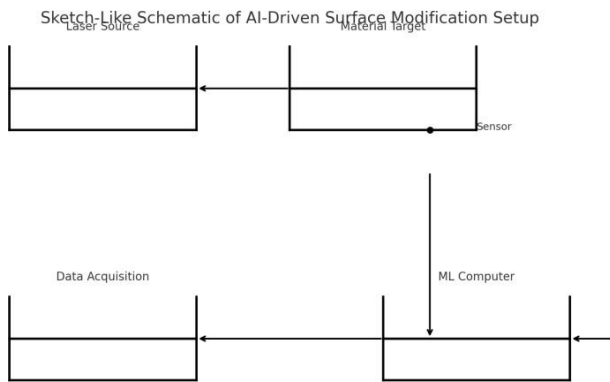 Sketch-Like Schematic of AI-Driven Surface Modification Setup
Laser Source
Material Target
Sensor
Data Acquisition
ML Computer